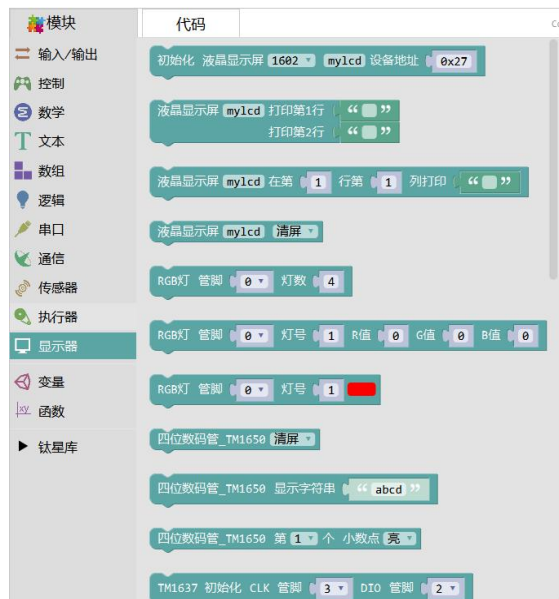 模块
代码
Co
输入/输出
控制
数学
文本
数组
逻辑
串口
通信
传感器
执行器
显示器
变量
xy 函数
钛星库
初始化 液晶显示屏 1602 mylcd 设备地址 0x27
液晶显示屏 mylcd 打印第1行 “ ”
打印第2行 “ ”
液晶显示屏 mylcd 在第 1 行第 1 列打印 “ ”
液晶显示屏 mylcd 清屏
RGB灯 管脚 0 灯数 4
RGB灯 管脚 0 灯号 1 R值 0 G值 0 B值 0
RGB灯 管脚 0 灯号 1
四位数码管_TM1650 清屏
四位数码管_TM1650 显示字符串 “ abcd ”
四位数码管_TM1650 第 1 个 小数点 亮
TM1637 初始化 CLK 管脚 3 DIO 管脚 2